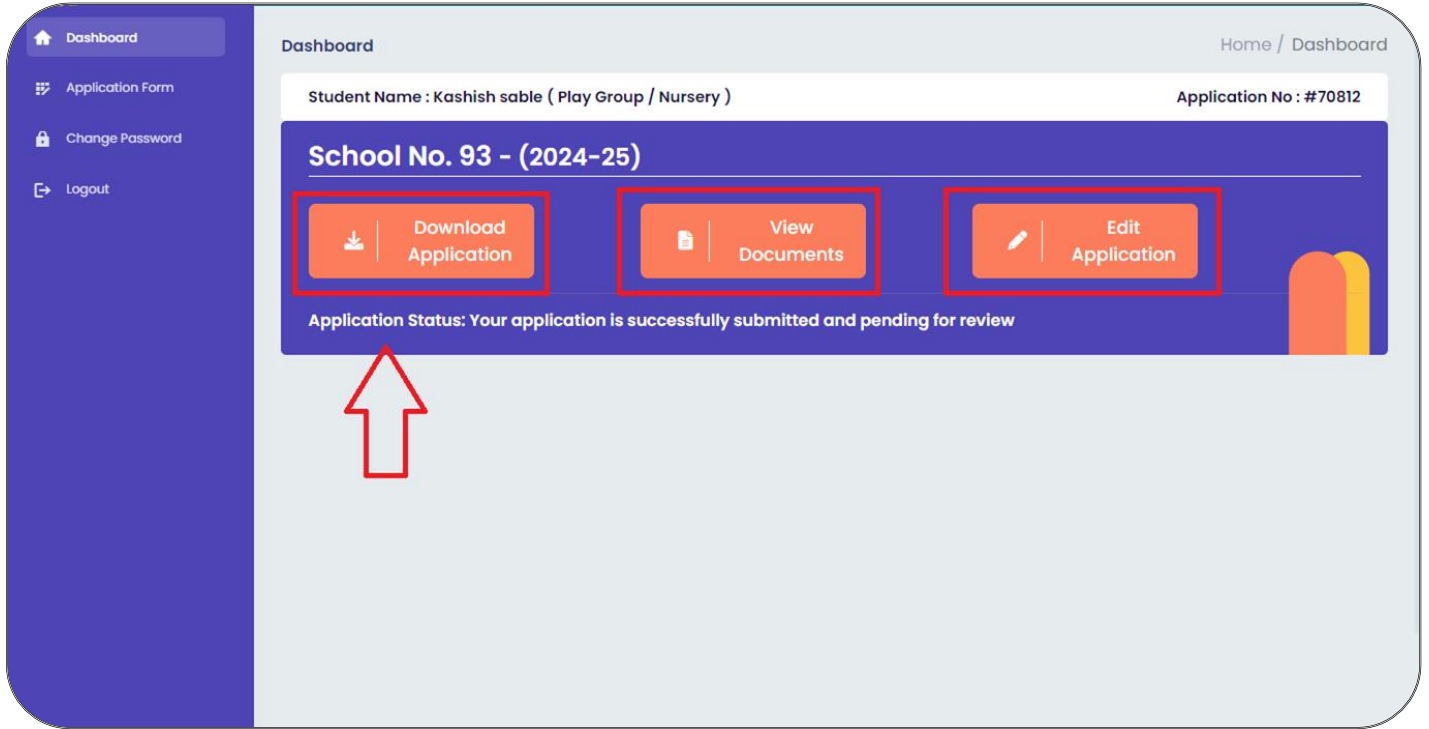 Dashboard
Application Form
Change Password
Logout
Dashboard
Home / Dashboard
Student Name : Kashish sable ( Play Group / Nursery )
Application No : #70812
School No. 93 - (2024-25)
Download
Application
View
Documents
Edit
Application
Application Status: Your application is successfully submitted and pending for review